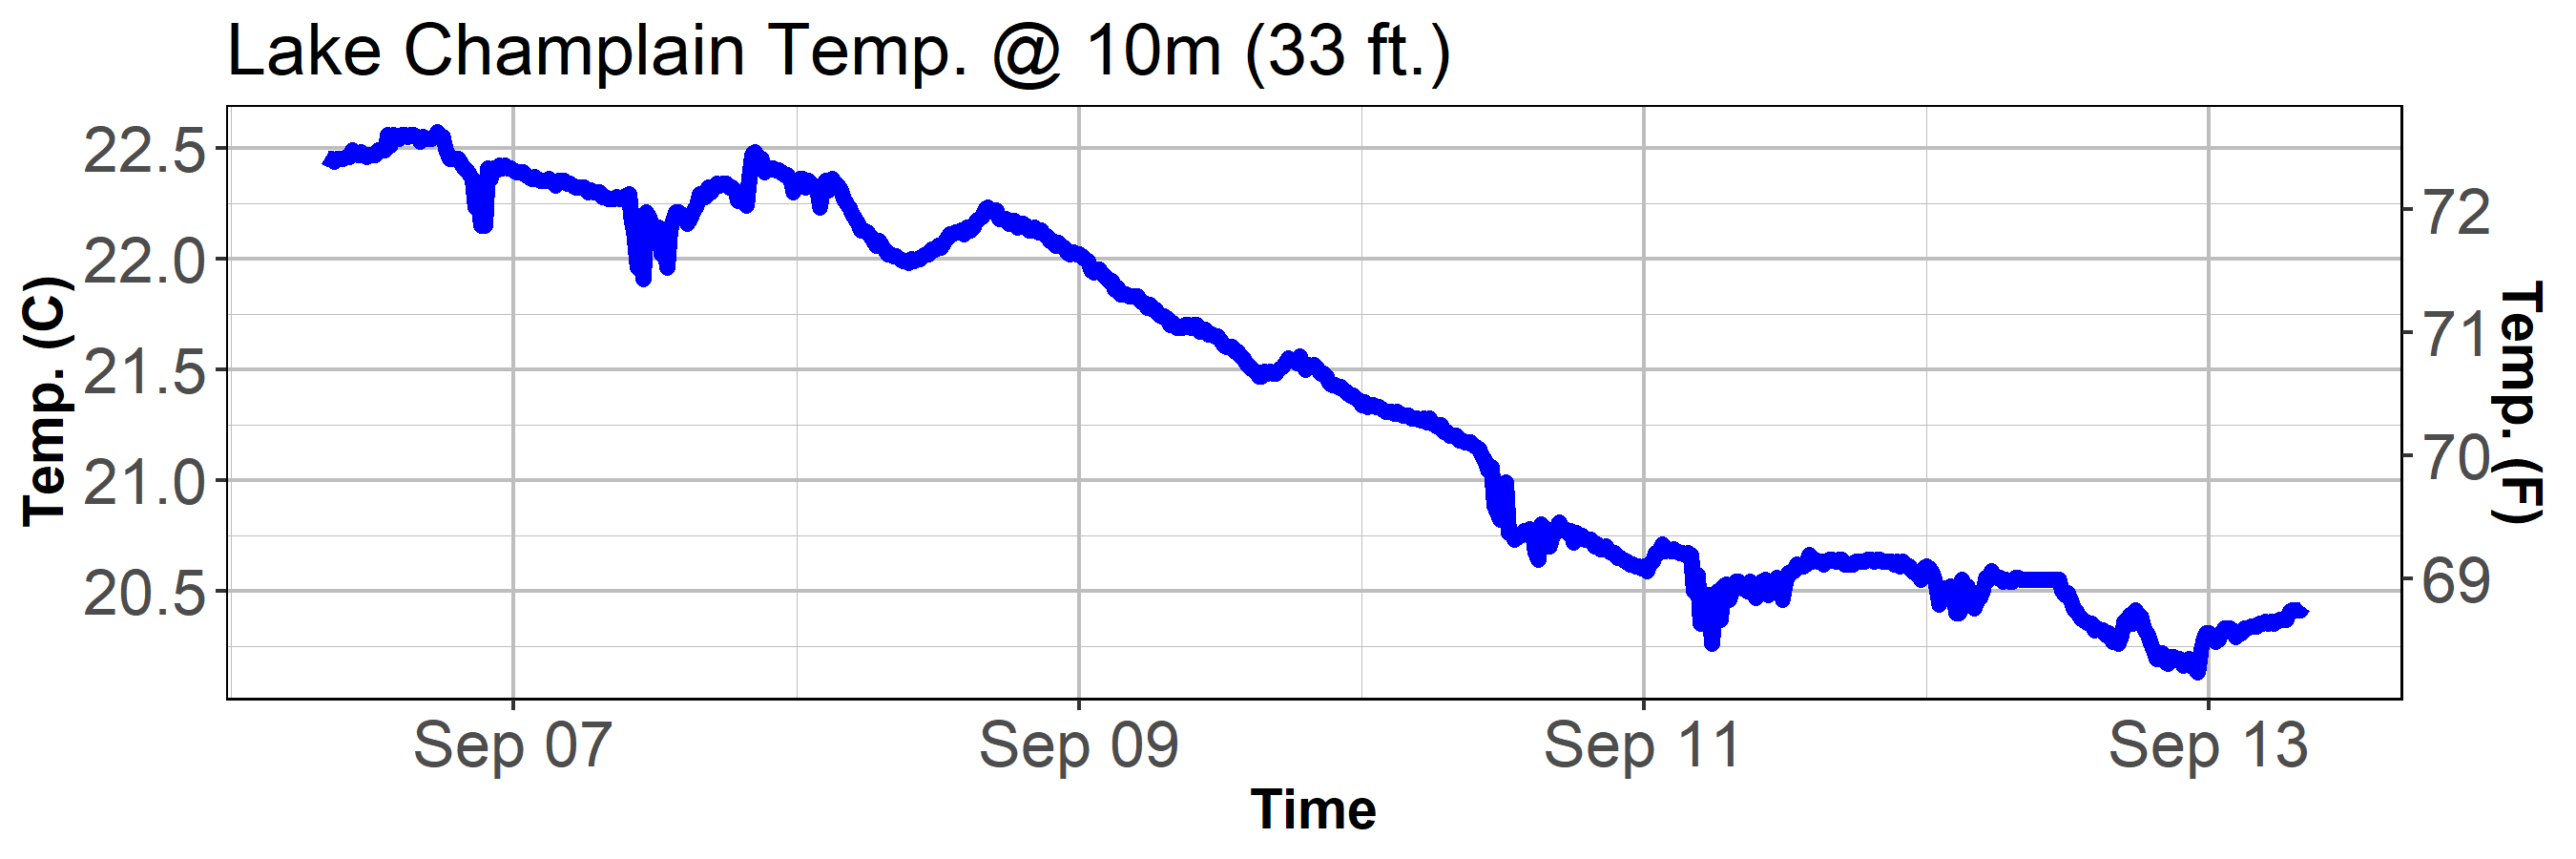 Lake Champlain Temp. @ 10m (33 ft.)
Temp. (C)
22.5
22.0
21.5
21.0
20.5
72
71
70
69
Temp. (F)
Sep 07
Sep 09
Sep 11
Sep 13
Time